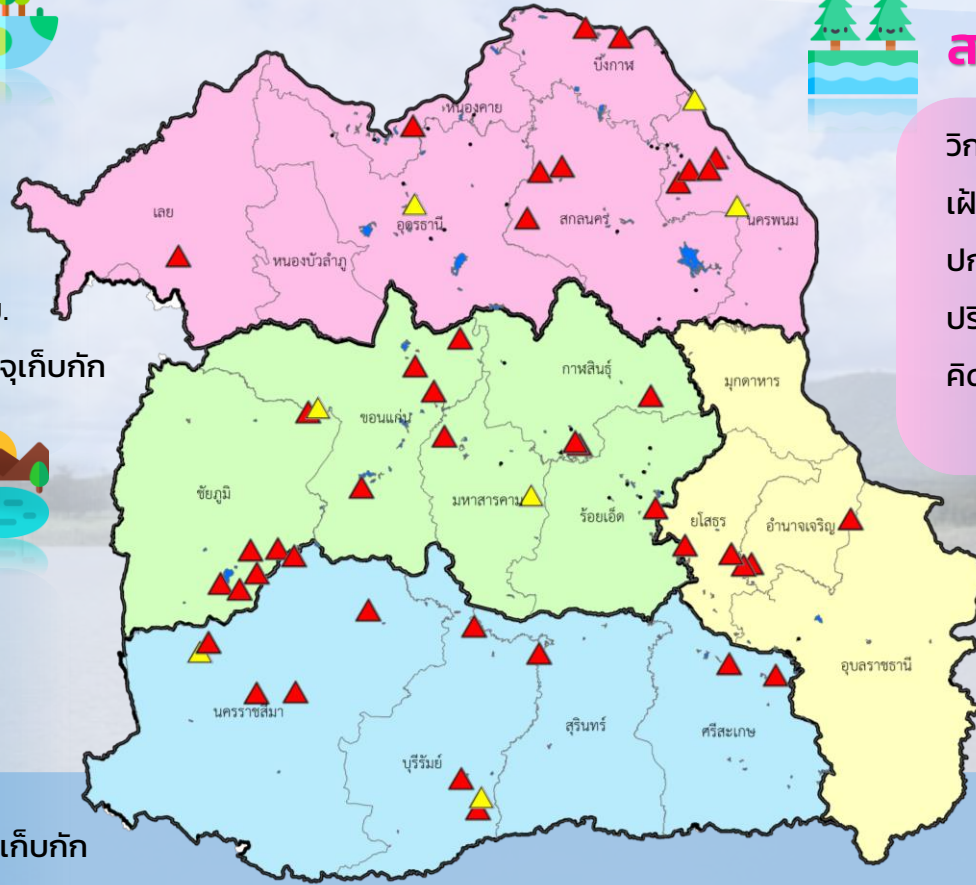 ส
วิก
เฝ้
ปก
ปริ
คิด
ม.
จุเก็บกัก
เก็บกัก
บึงกาฬ
หนองคาย
เลย
อุดรธานี
สกลนคร
นครพนม
หนองบัวลำภู
กาฬสินธุ์
มุกดาหาร
ขอนแก่น
ชัยภูมิ
มหาสารคาม
ร้อยเอ็ด
ยโสธร
อำนาจเจริญ
อุบลราชธานี
นครราชสีมา
สุรินทร์
ศรีสะเกษ
บุรีรัมย์